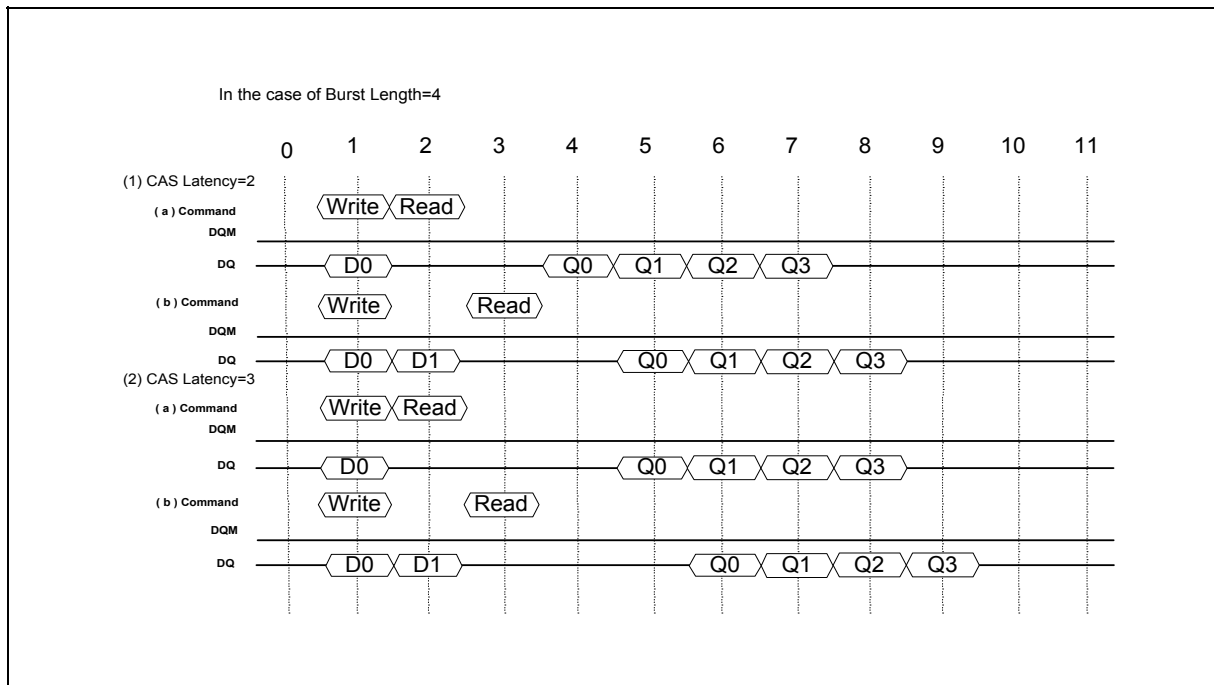 In the case of Burst Length=4
0 1 2 3 4 5 6 7 8 9 10 11
(1) CAS Latency=2
( a ) Command Write Read
DQM
DQ D0 Q0 Q1 Q2 Q3
( b ) Command Write Read
DQM
DQ D0 D1 Q0 Q1 Q2 Q3
(2) CAS Latency=3
( a ) Command Write Read
DQM
DQ D0 Q0 Q1 Q2 Q3
( b ) Command Write Read
DQM
DQ D0 D1 Q0 Q1 Q2 Q3